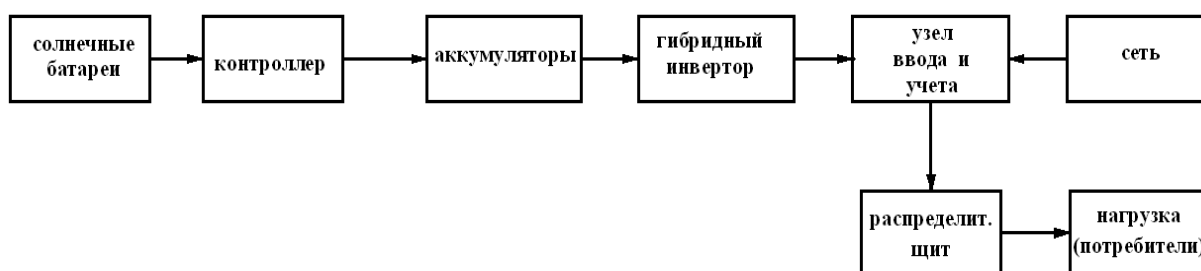 солнечные
батареи
контроллер
аккумуляторы
гибридный
инвертор
узел
ввода и
учета
сеть
распределит.
щит
нагрузка
(потребители)